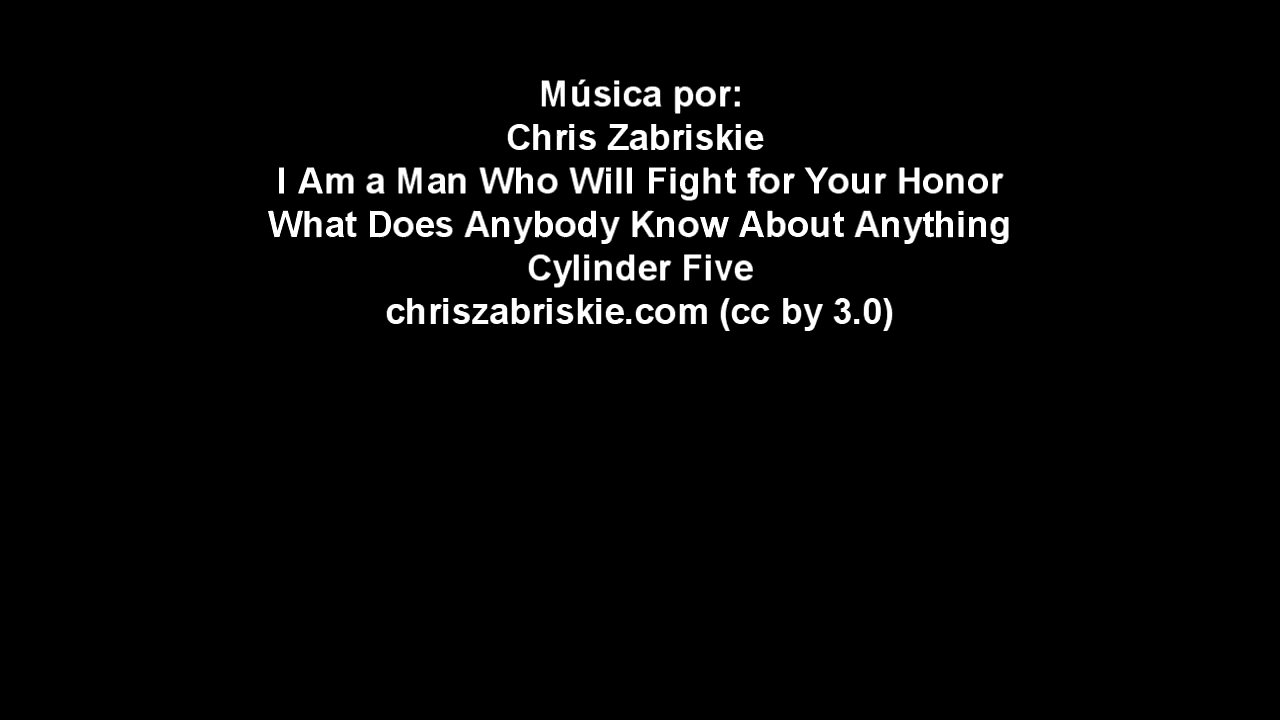 Música por:
Chris Zabriskie
I Am a Man Who Will Fight for Your Honor
What Does Anybody Know About Anything
Cylinder Five
chriszabriskie.com (cc by 3.0)